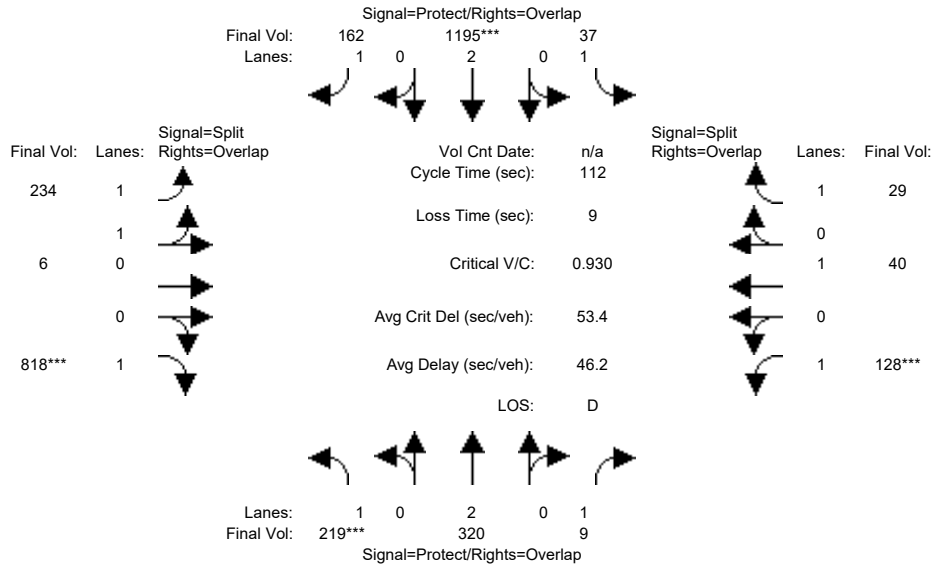 Signal=Protect/Rights=Overlap
Final Vol: 162 1195*** 37
Lanes: 1 0 2 0 1
Signal=Split Signal=Split
Final Vol: Lanes: Rights=Overlap Vol Cnt Date: n/a Rights=Overlap Lanes: Final Vol:
Cycle Time (sec): 112
234 1 1 29
Loss Time (sec): 9
1 0
6 0 Critical V/C: 0.930 1 40
0 Avg Crit Del (sec/veh): 53.4 0
818*** 1 Avg Delay (sec/veh): 46.2 1 128***
LOS: D
Lanes: 1 0 2 0 1
Final Vol: 219*** 320 9
Signal=Protect/Rights=Overlap